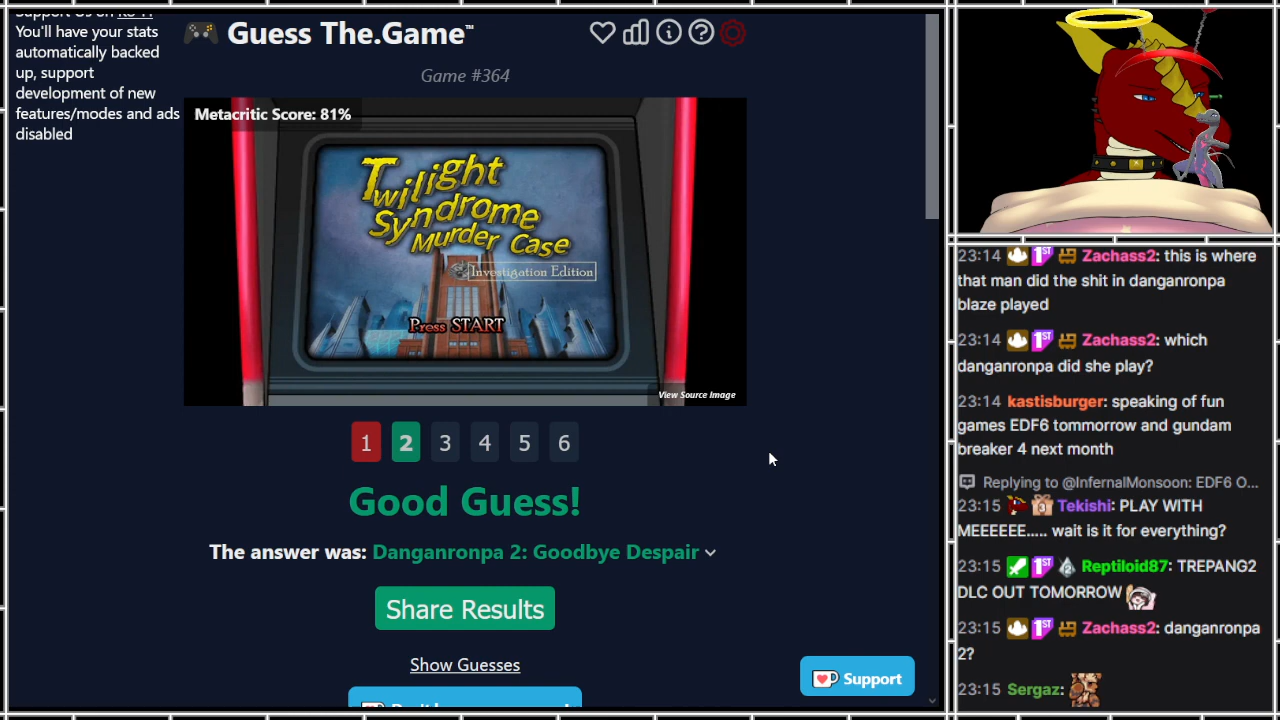 You'll have your stats
automatically backed
up, support
development of new
features/modes and ads
disabled
Guess The.Game™
Game #364
Metacritic Score: 81%
Twilight
Syndrome
Murder Case
Investigation Edition
Press START
View Source Image
1 2 3 4 5 6
Good Guess!
The answer was: Danganronpa 2: Goodbye Despair
Share Results
Show Guesses
Support
23:14 Zachass2: this is where
that man did the shit in danganronpa
blaze played
23:14 Zachass2: which
danganronpa did she play?
23:14 kastisburger: speaking of fun
games EDF6 tommorrow and gundam
breaker 4 next month
Replying to @InfernalMonsoon: EDF6 O...
23:15 Tekishi: PLAY WITH
MEEEEEE..... wait is it for everything?
23:15 Reptiloid87: TREPANG2
DLC OUT TOMORROW
23:15 Zachass2: danganronpa
2?
23:15 Sergaz: